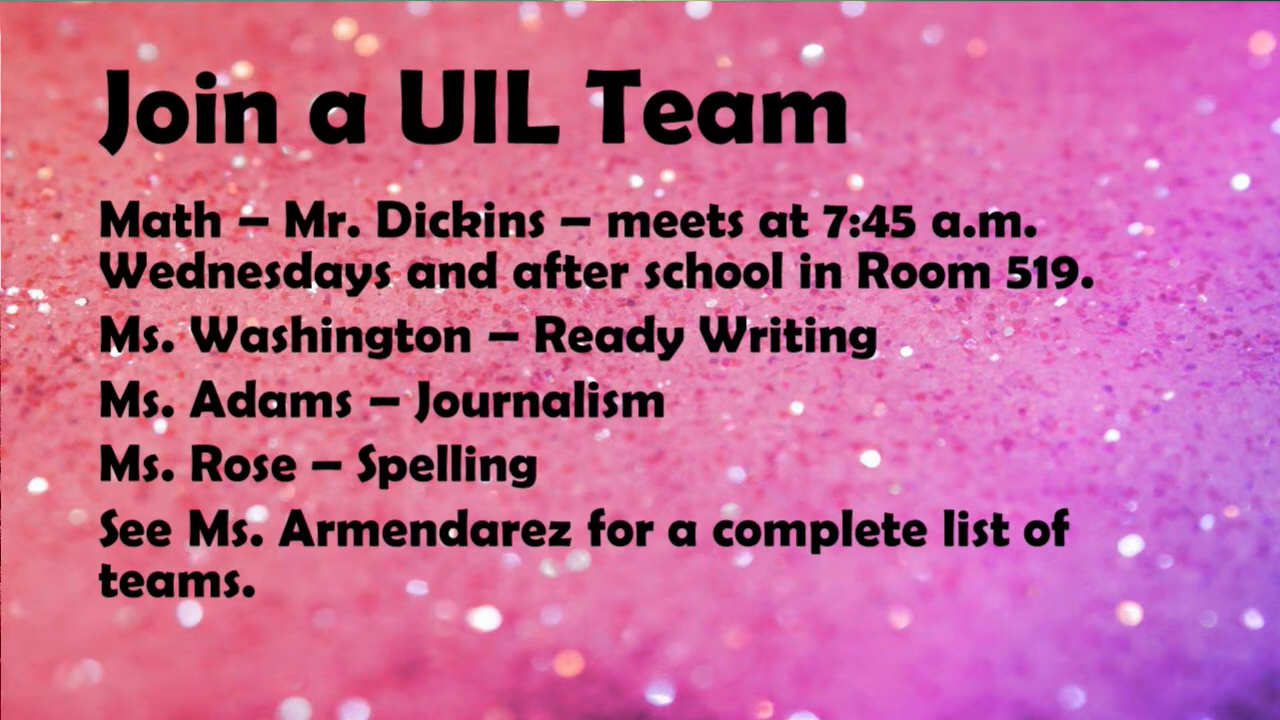 Join a UIL Team
Math – Mr. Dickins – meets at 7:45 a.m.
Wednesdays and after school in Room 519.
Ms. Washington – Ready Writing
Ms. Adams – Journalism
Ms. Rose – Spelling
See Ms. Armendarez for a complete list of
teams.